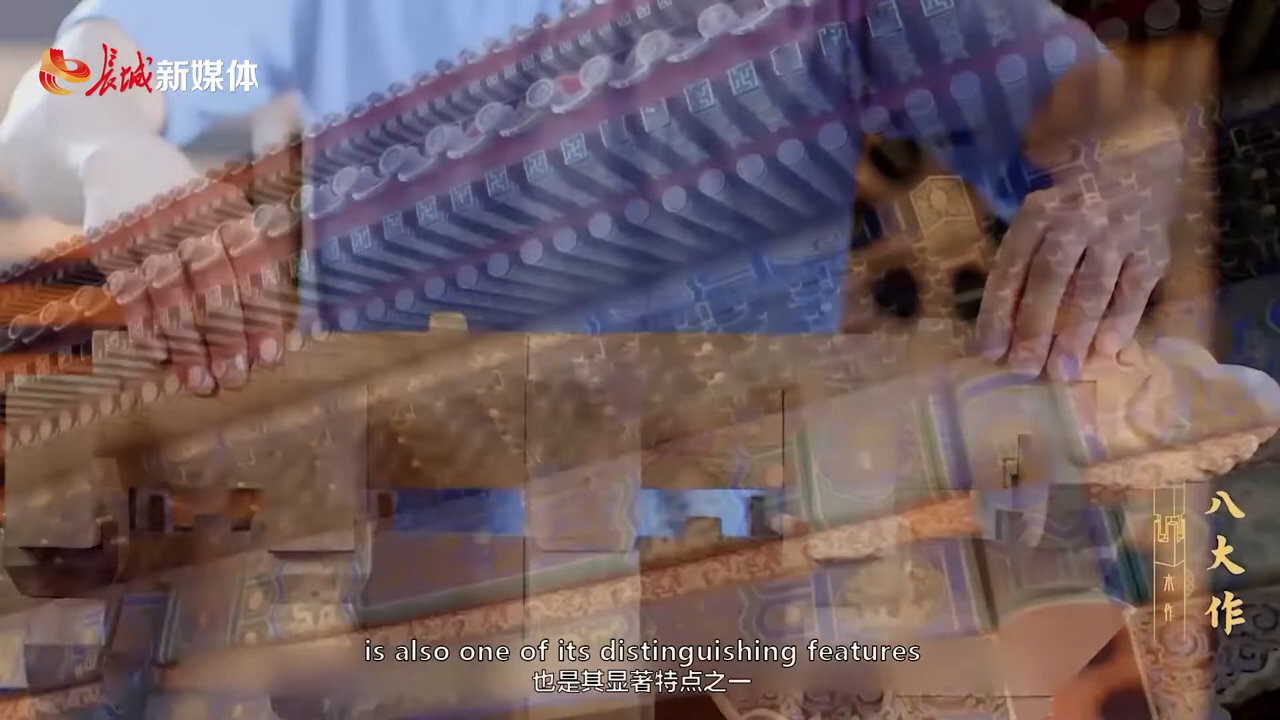 长城新媒体
八大作
木作
is also one of its distinguishing features
也是其显著特点之一